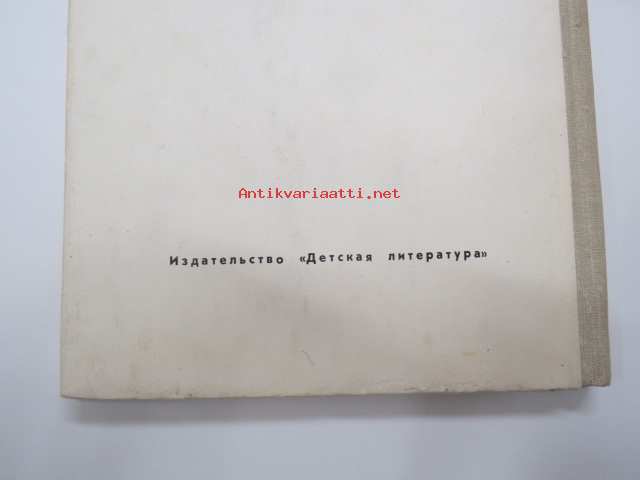 Antikvariaatti.net
Издательство «Детская литература»